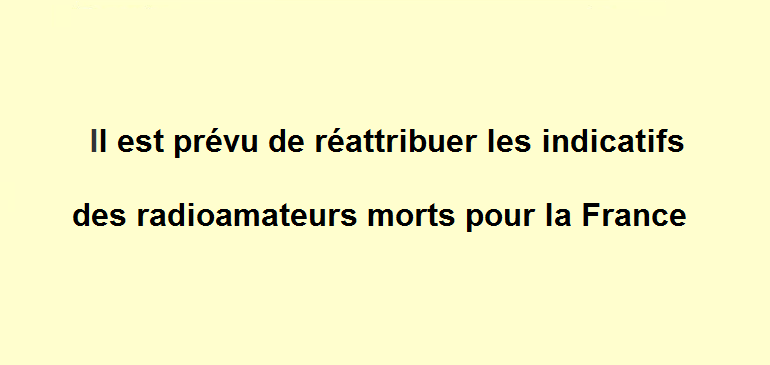 Il est prévu de réattribuer les indicatifs
des radioamateurs morts pour la France